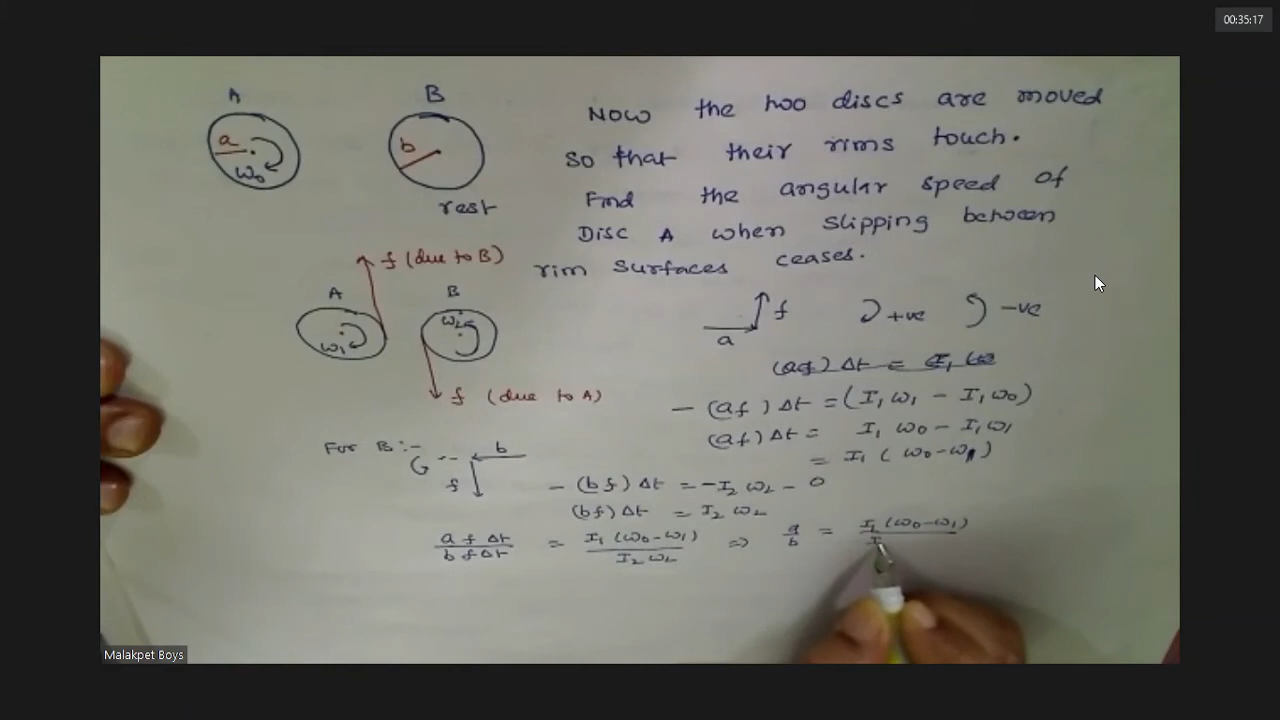 00:35:17
A
B
a
b
ω₀
rest
Now the two discs are moved
so that their rims touch.
Find the angular speed of
Disc A when slipping between
rim surfaces ceases.
f (due to B)
A
B
ω₁
ω₂
f (due to A)
a
f
+ve
-ve
(af) Δt = I₁ ω
- (af) Δt = (I₁ω₁ - I₁ω₀)
(af) Δt = I₁ ω₀ - I₁ω₁
= I₁ (ω₀-ω₁)
For B :-
b
f
- (bf) Δt = -I₂ ω₂ - 0
(bf) Δt = I₂ ω₂
a f Δt / b f Δt = I₁ (ω₀-ω₁) / I₂ ω₂ ⇒ a/b = I₁ (ω₀-ω₁) / I
Malakpet Boys